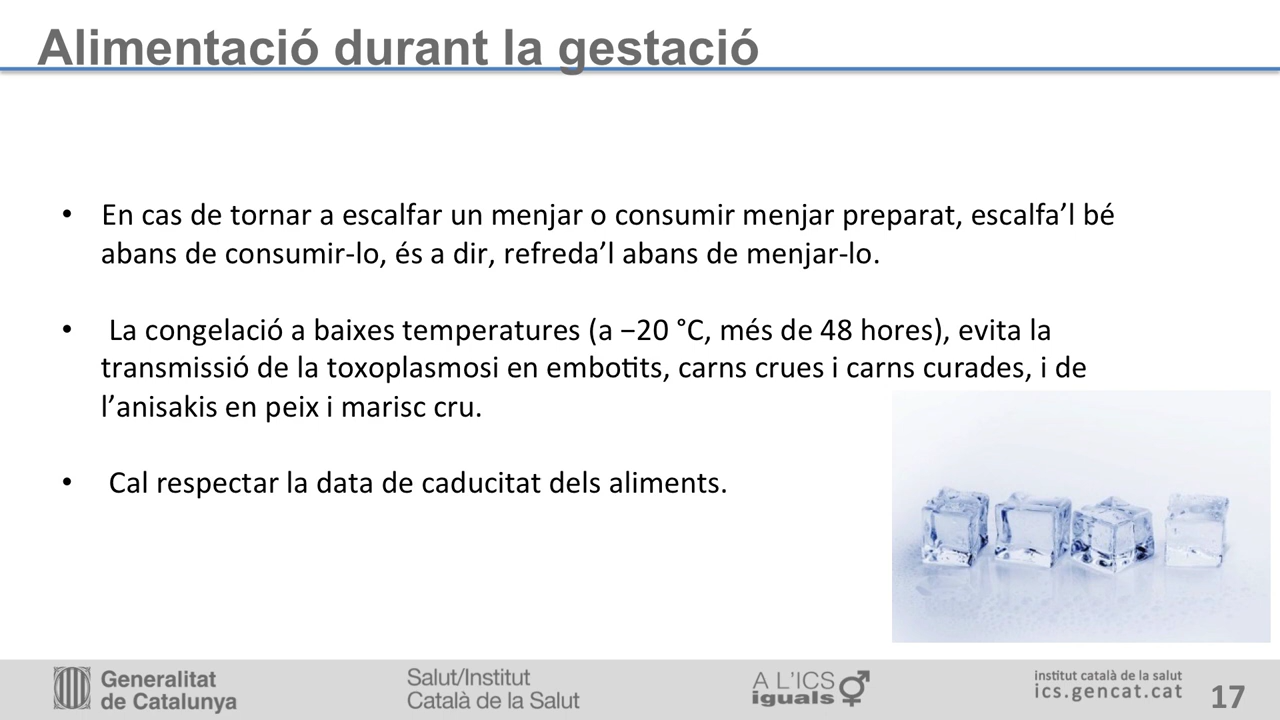 Alimentació durant la gestació
• En cas de tornar a escalfar un menjar o consumir menjar preparat, escalfa’l bé
abans de consumir-lo, és a dir, refreda’l abans de menjar-lo.
• La congelació a baixes temperatures (a −20 °C, més de 48 hores), evita la
transmissió de la toxoplasmosi en embotits, carns crues i carns curades, i de
l’anisakis en peix i marisc cru.
• Cal respectar la data de caducitat dels aliments.
Generalitat
de Catalunya
Salut/Institut
Català de la Salut
A L'ICS
iguals
institut català de la salut
ics.gencat.cat
17